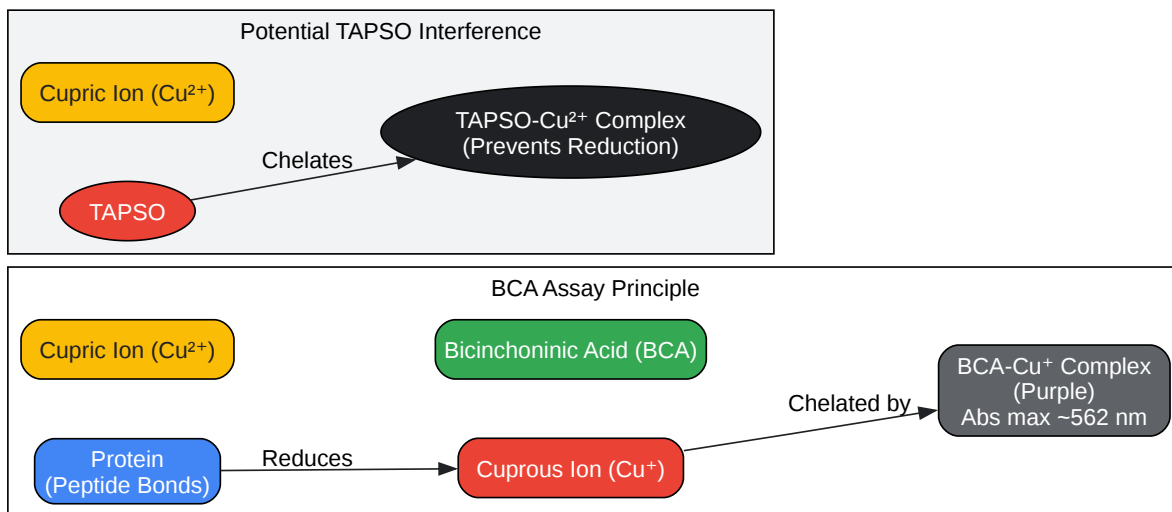 Potential TAPSO Interference
Cupric Ion (Cu²⁺)
TAPSO-Cu²⁺ Complex
(Prevents Reduction)
Chelates
TAPSO
BCA Assay Principle
Cupric Ion (Cu²⁺)
Bicinchoninic Acid (BCA)
BCA-Cu⁺ Complex
(Purple)
Abs max ~562 nm
Chelated by
Protein
(Peptide Bonds)
Reduces
Cuprous Ion (Cu⁺)